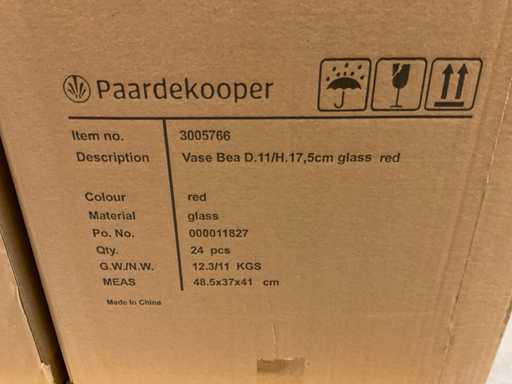 Paardekooper
Item no. 3005766
Description Vase Bea D.11/H.17,5cm glass red
Colour red
Material glass
Po. No. 000011827
Qty. 24 pcs
G.W./N.W. 12.3/11 KGS
MEAS 48.5x37x41 cm
Made In China